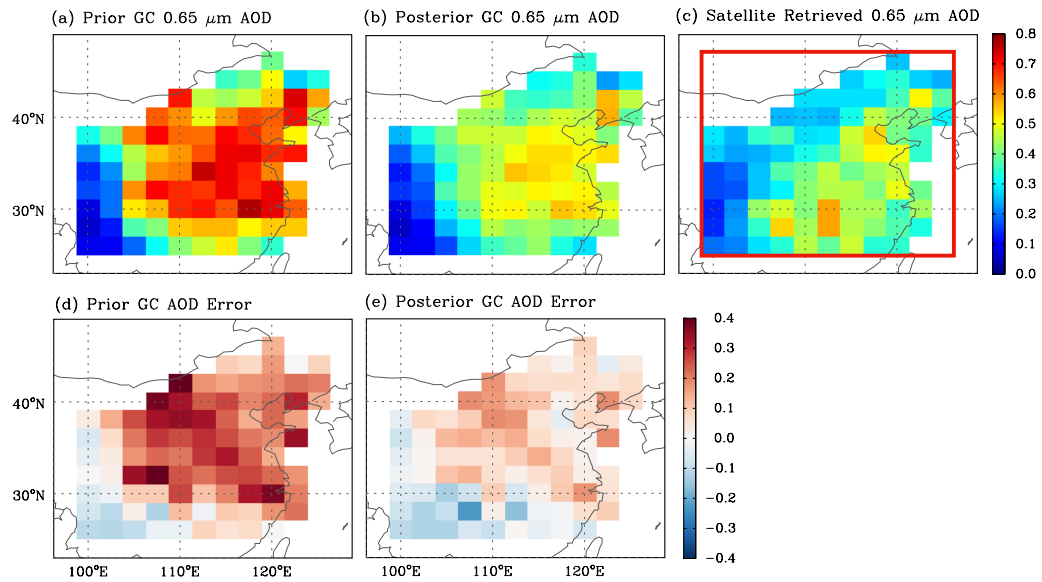 (a) Prior GC 0.65 μm AOD
(b) Posterior GC 0.65 μm AOD
(c) Satellite Retrieved 0.65 μm AOD
40°N
30°N
0.8
0.7
0.6
0.5
0.4
0.3
0.2
0.1
0.0
(d) Prior GC AOD Error
(e) Posterior GC AOD Error
40°N
30°N
100°E
110°E
120°E
100°E
110°E
120°E
0.4
0.3
0.2
0.1
0.0
−0.1
−0.2
−0.3
−0.4